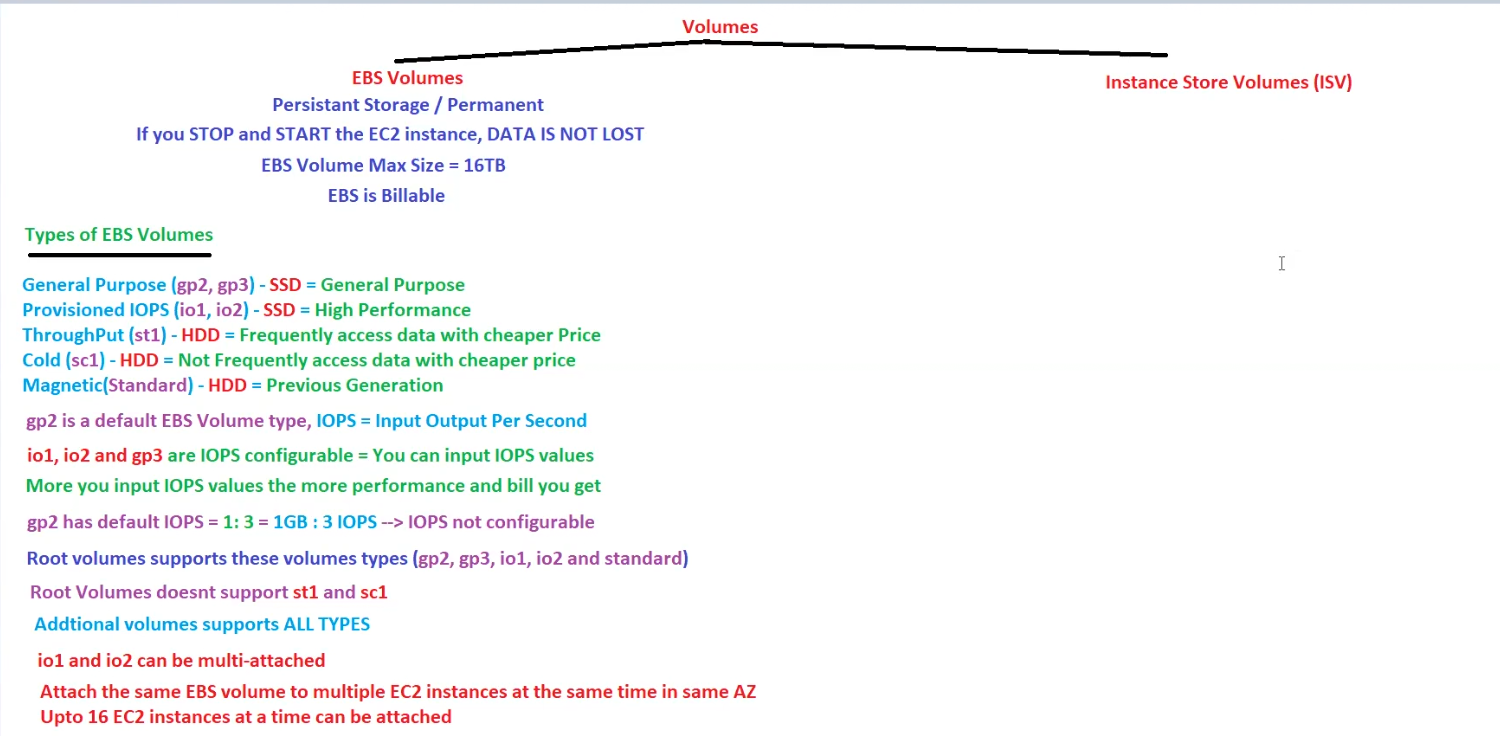 Volumes
EBS Volumes
Instance Store Volumes (ISV)
Persistant Storage / Permanent
If you STOP and START the EC2 instance, DATA IS NOT LOST
EBS Volume Max Size = 16TB
EBS is Billable
Types of EBS Volumes
General Purpose (gp2, gp3) - SSD = General Purpose
Provisioned IOPS (io1, io2) - SSD = High Performance
ThroughPut (st1) - HDD = Frequently access data with cheaper Price
Cold (sc1) - HDD = Not Frequently access data with cheaper price
Magnetic(Standard) - HDD = Previous Generation
gp2 is a default EBS Volume type, IOPS = Input Output Per Second
io1, io2 and gp3 are IOPS configurable = You can input IOPS values
More you input IOPS values the more performance and bill you get
gp2 has default IOPS = 1: 3 = 1GB : 3 IOPS --> IOPS not configurable
Root volumes supports these volumes types (gp2, gp3, io1, io2 and standard)
Root Volumes doesnt support st1 and sc1
Addtional volumes supports ALL TYPES
io1 and io2 can be multi-attached
Attach the same EBS volume to multiple EC2 instances at the same time in same AZ
Upto 16 EC2 instances at a time can be attached